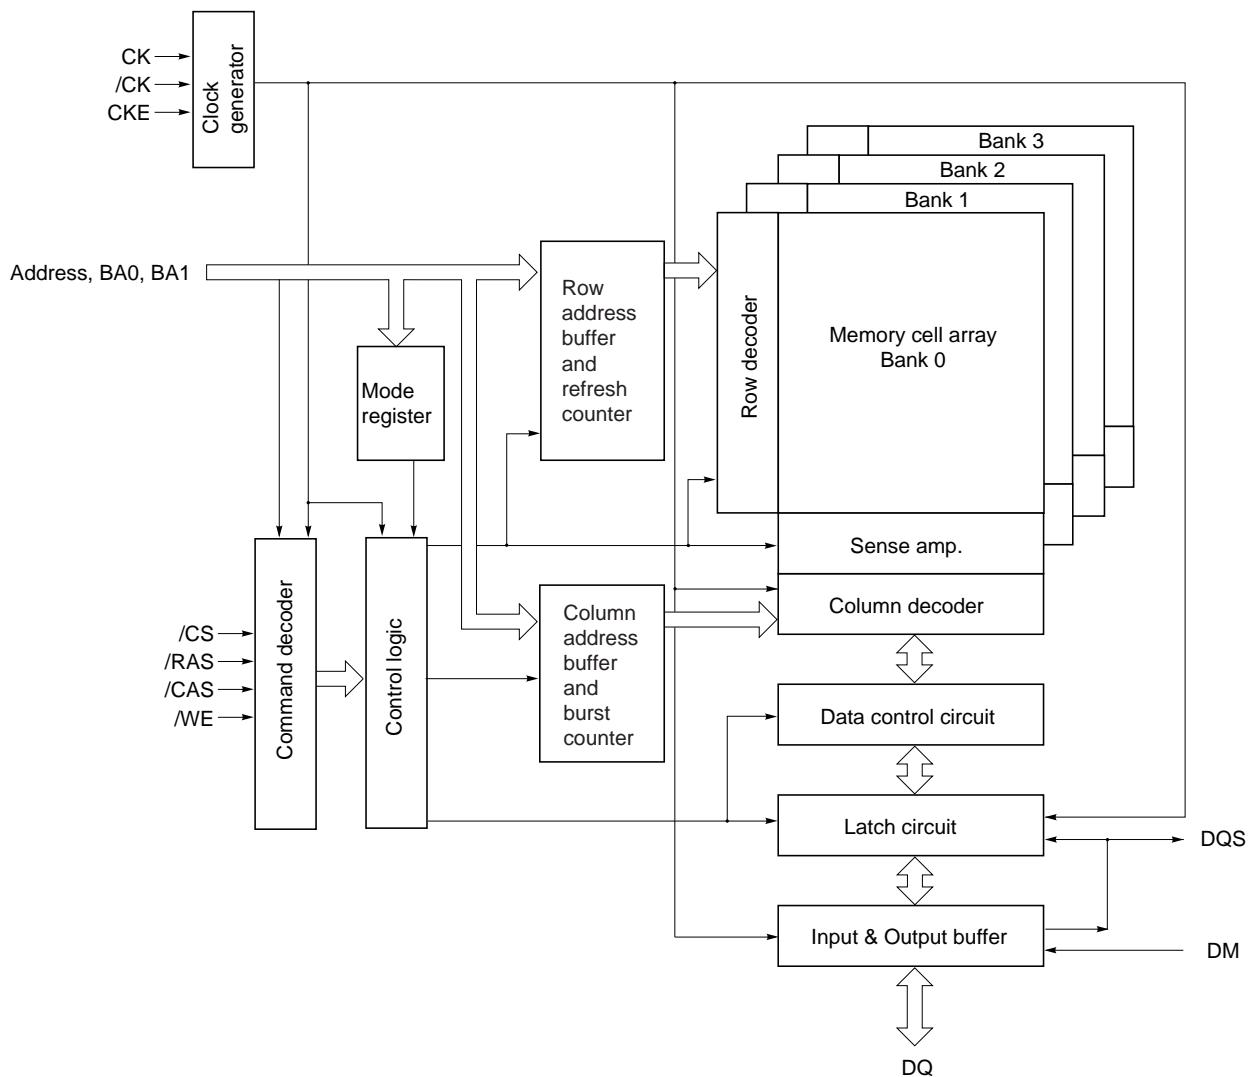 CK
/CK
CKE
Clock
generator
Bank 3
Bank 2
Bank 1
Address, BA0, BA1
Row
address
buffer
and
refresh
counter
Row decoder
Memory cell array
Bank 0
Mode
register
Sense amp.
Column decoder
Command decoder
Control logic
/CS
/RAS
/CAS
/WE
Column
address
buffer
and
burst
counter
Data control circuit
Latch circuit
DQS
Input & Output buffer
DM
DQ